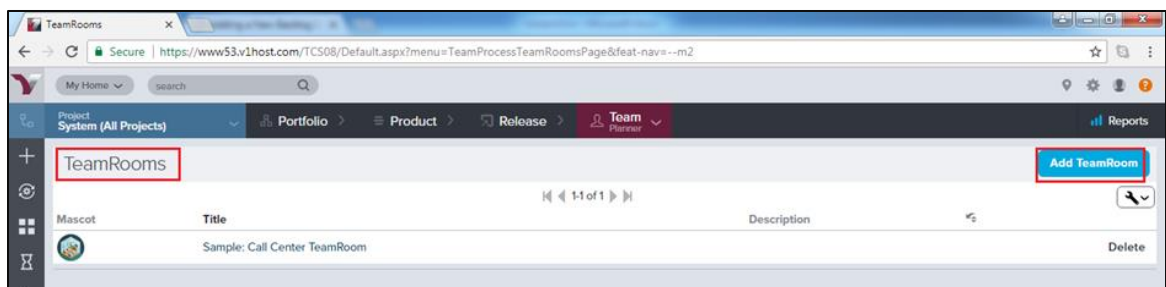 TeamRooms
Secure https://www53.v1host.com/TCS08/Default.aspx?menu=TeamProcessTeamRoomsPage&feat-nav=--m2
My Home search
Project
System (All Projects) Portfolio Product Release Team Planner Reports
TeamRooms Add TeamRoom
1-1 of 1
Mascot Title Description
Sample: Call Center TeamRoom Delete